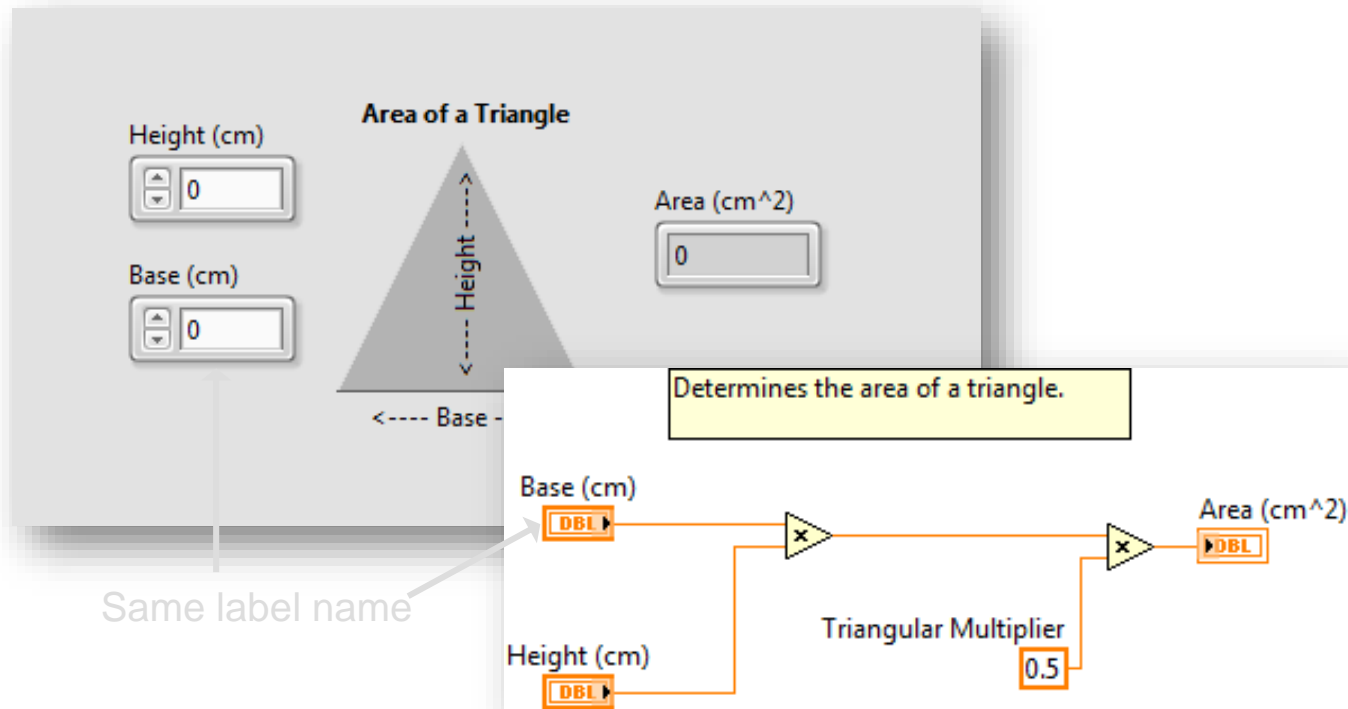 Area of a Triangle
Height (cm)
0
<---- Height ---->
Area (cm^2)
0
Base (cm)
0
<---- Base -
Determines the area of a triangle.
Base (cm)
DBL
x
x
Area (cm^2)
DBL
Same label name
Triangular Multiplier
0.5
Height (cm)
DBL